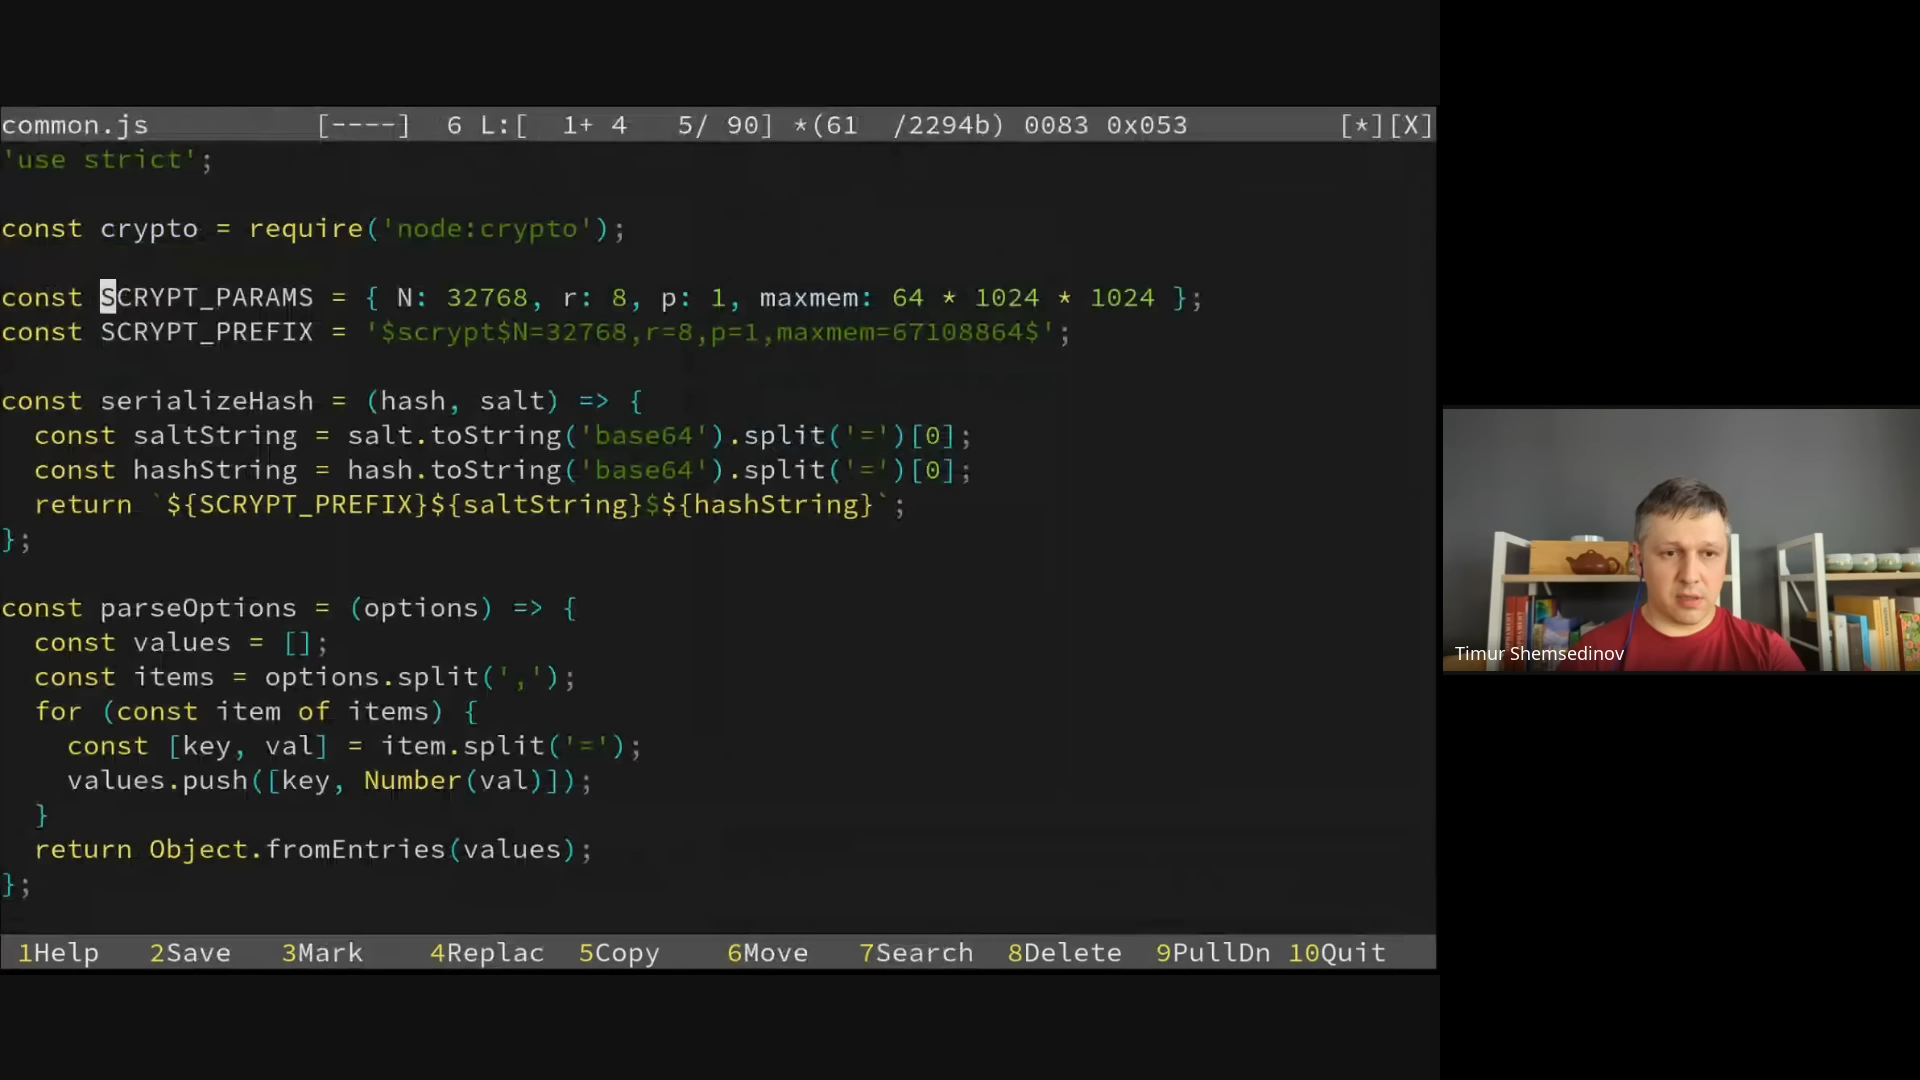 common.js [----] 6 L:[ 1+ 4 5/ 90] *(61 /2294b) 0083 0x053 [*][X]
'use strict';
const crypto = require('node:crypto');
const SCRYPT_PARAMS = { N: 32768, r: 8, p: 1, maxmem: 64 * 1024 * 1024 };
const SCRYPT_PREFIX = '$scrypt$N=32768,r=8,p=1,maxmem=67108864$';
const serializeHash = (hash, salt) => {
  const saltString = salt.toString('base64').split('=')[0];
  const hashString = hash.toString('base64').split('=')[0];
  return `${SCRYPT_PREFIX}${saltString}$${hashString}`;
};
const parseOptions = (options) => {
  const values = [];
  const items = options.split(',');
  for (const item of items) {
    const [key, val] = item.split('=');
    values.push([key, Number(val)]);
  }
  return Object.fromEntries(values);
};
1Help 2Save 3Mark 4Replac 5Copy 6Move 7Search 8Delete 9PullDn 10Quit
Timur Shemsedinov